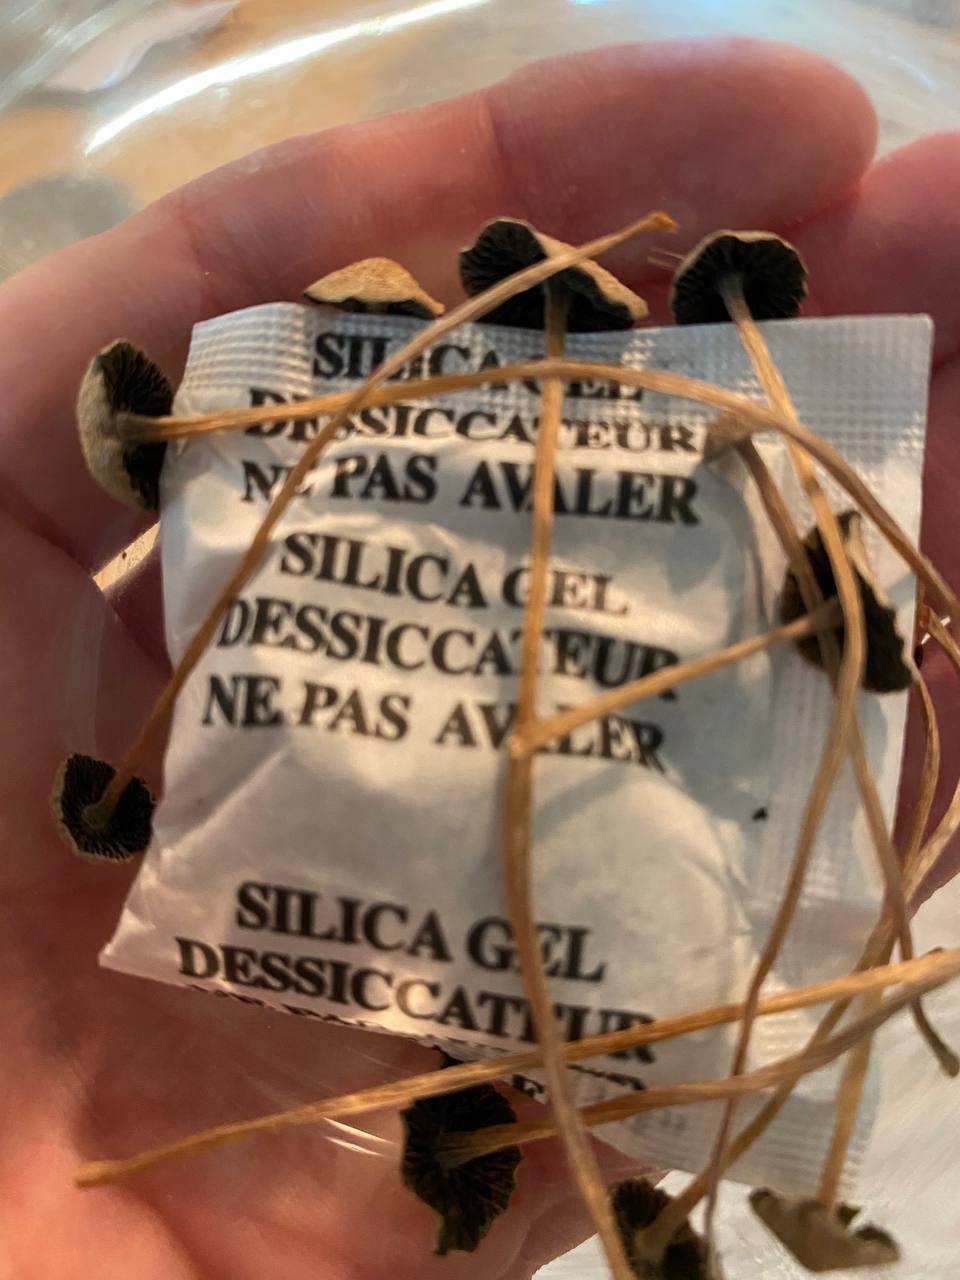 SILICA GEL
DESSICCATEUR
NE PAS AVALER
SILICA GEL
DESSICCATEUR
NE PAS AVALER
SILICA GEL
DESSICCATEUR